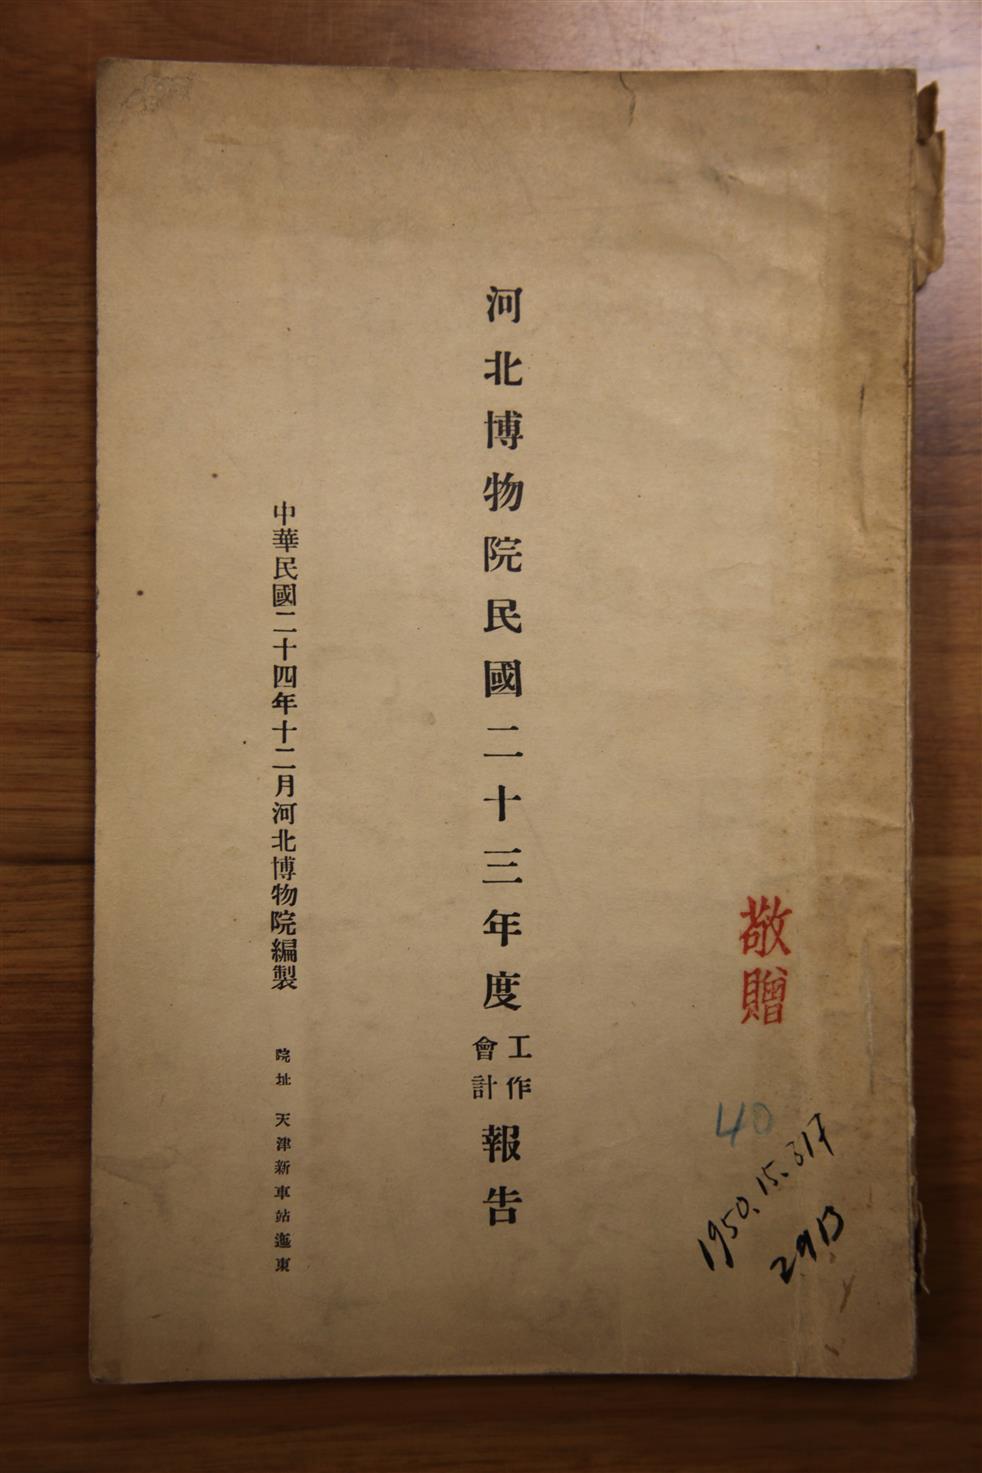 敬贈
40
1950.15.317
2913
河北博物院民國二十三年度工作會計報告
中華民國二十四年十二月河北博物院編製
院址 天津新車站迤東